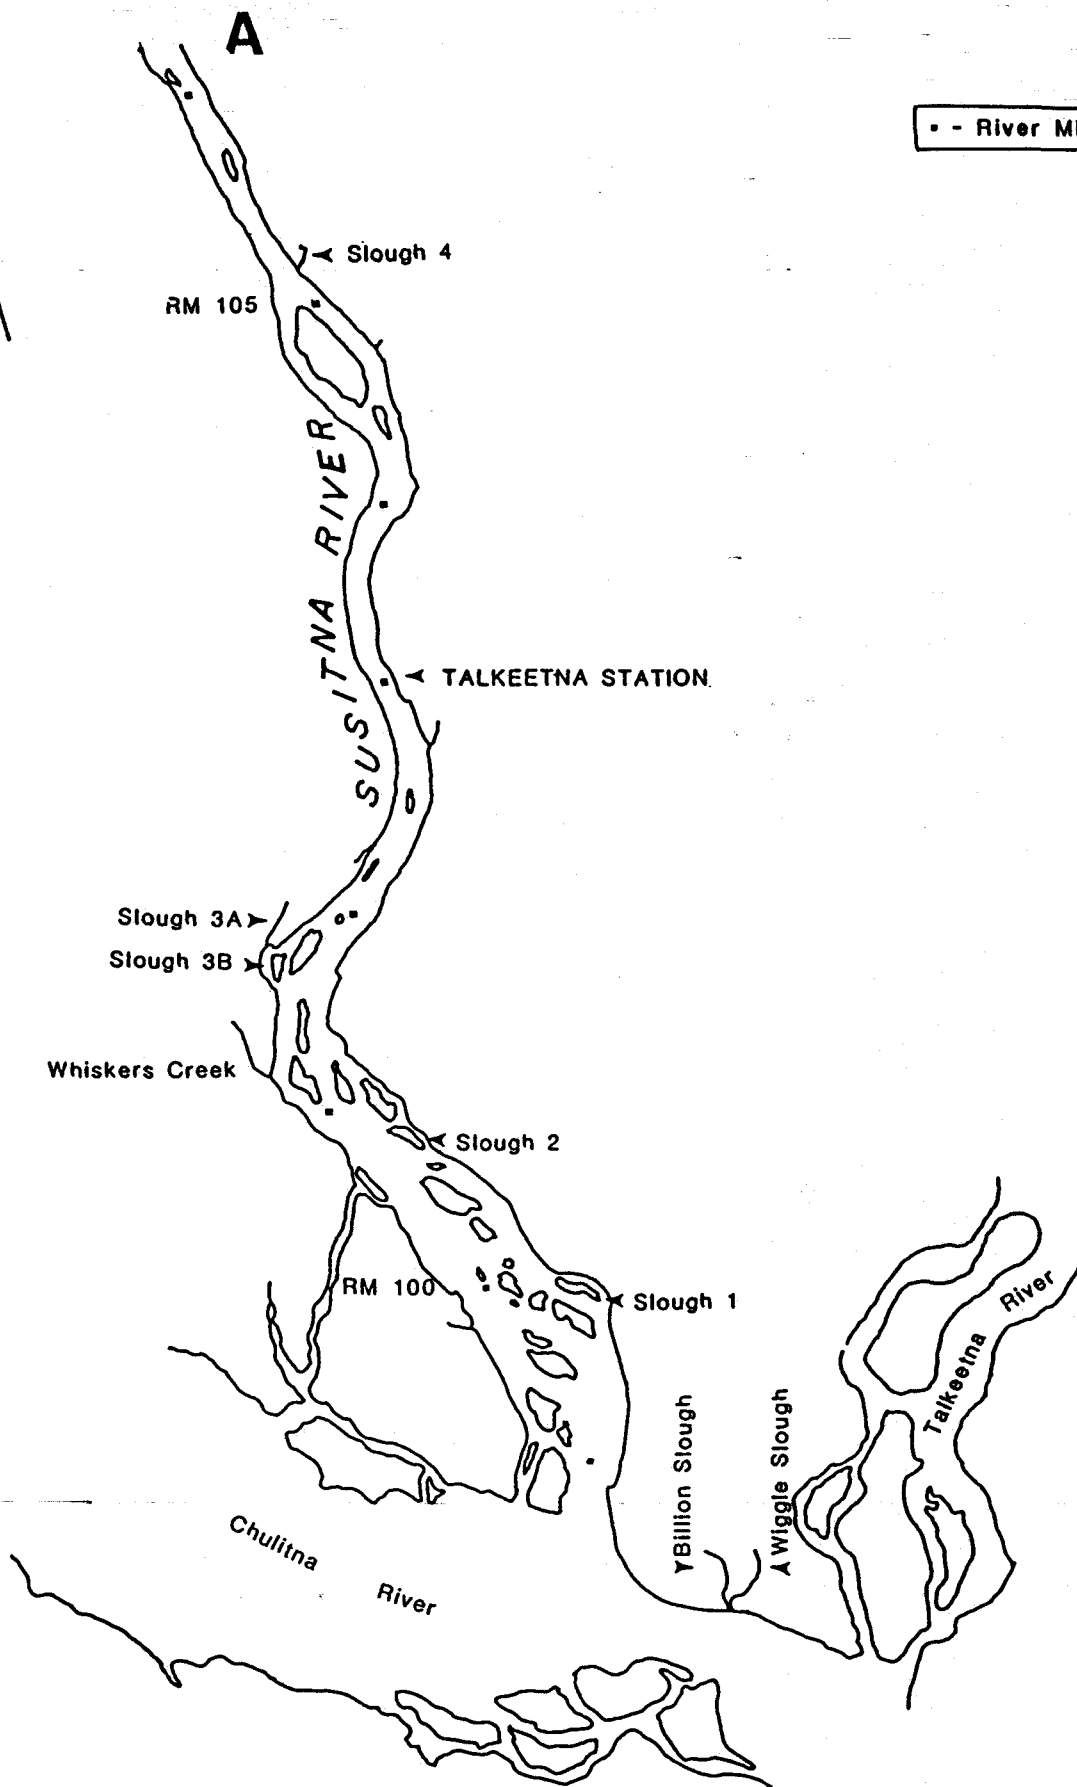 A
- River
Slough 4
RM 105
SUSITNA RIVER
TALKEETNA STATION
Slough 3A
Slough 3B
Whiskers Creek
Slough 2
RM 100
Slough 1
Talkeetna River
Billion Slough
Wiggle Slough
Chulitna River